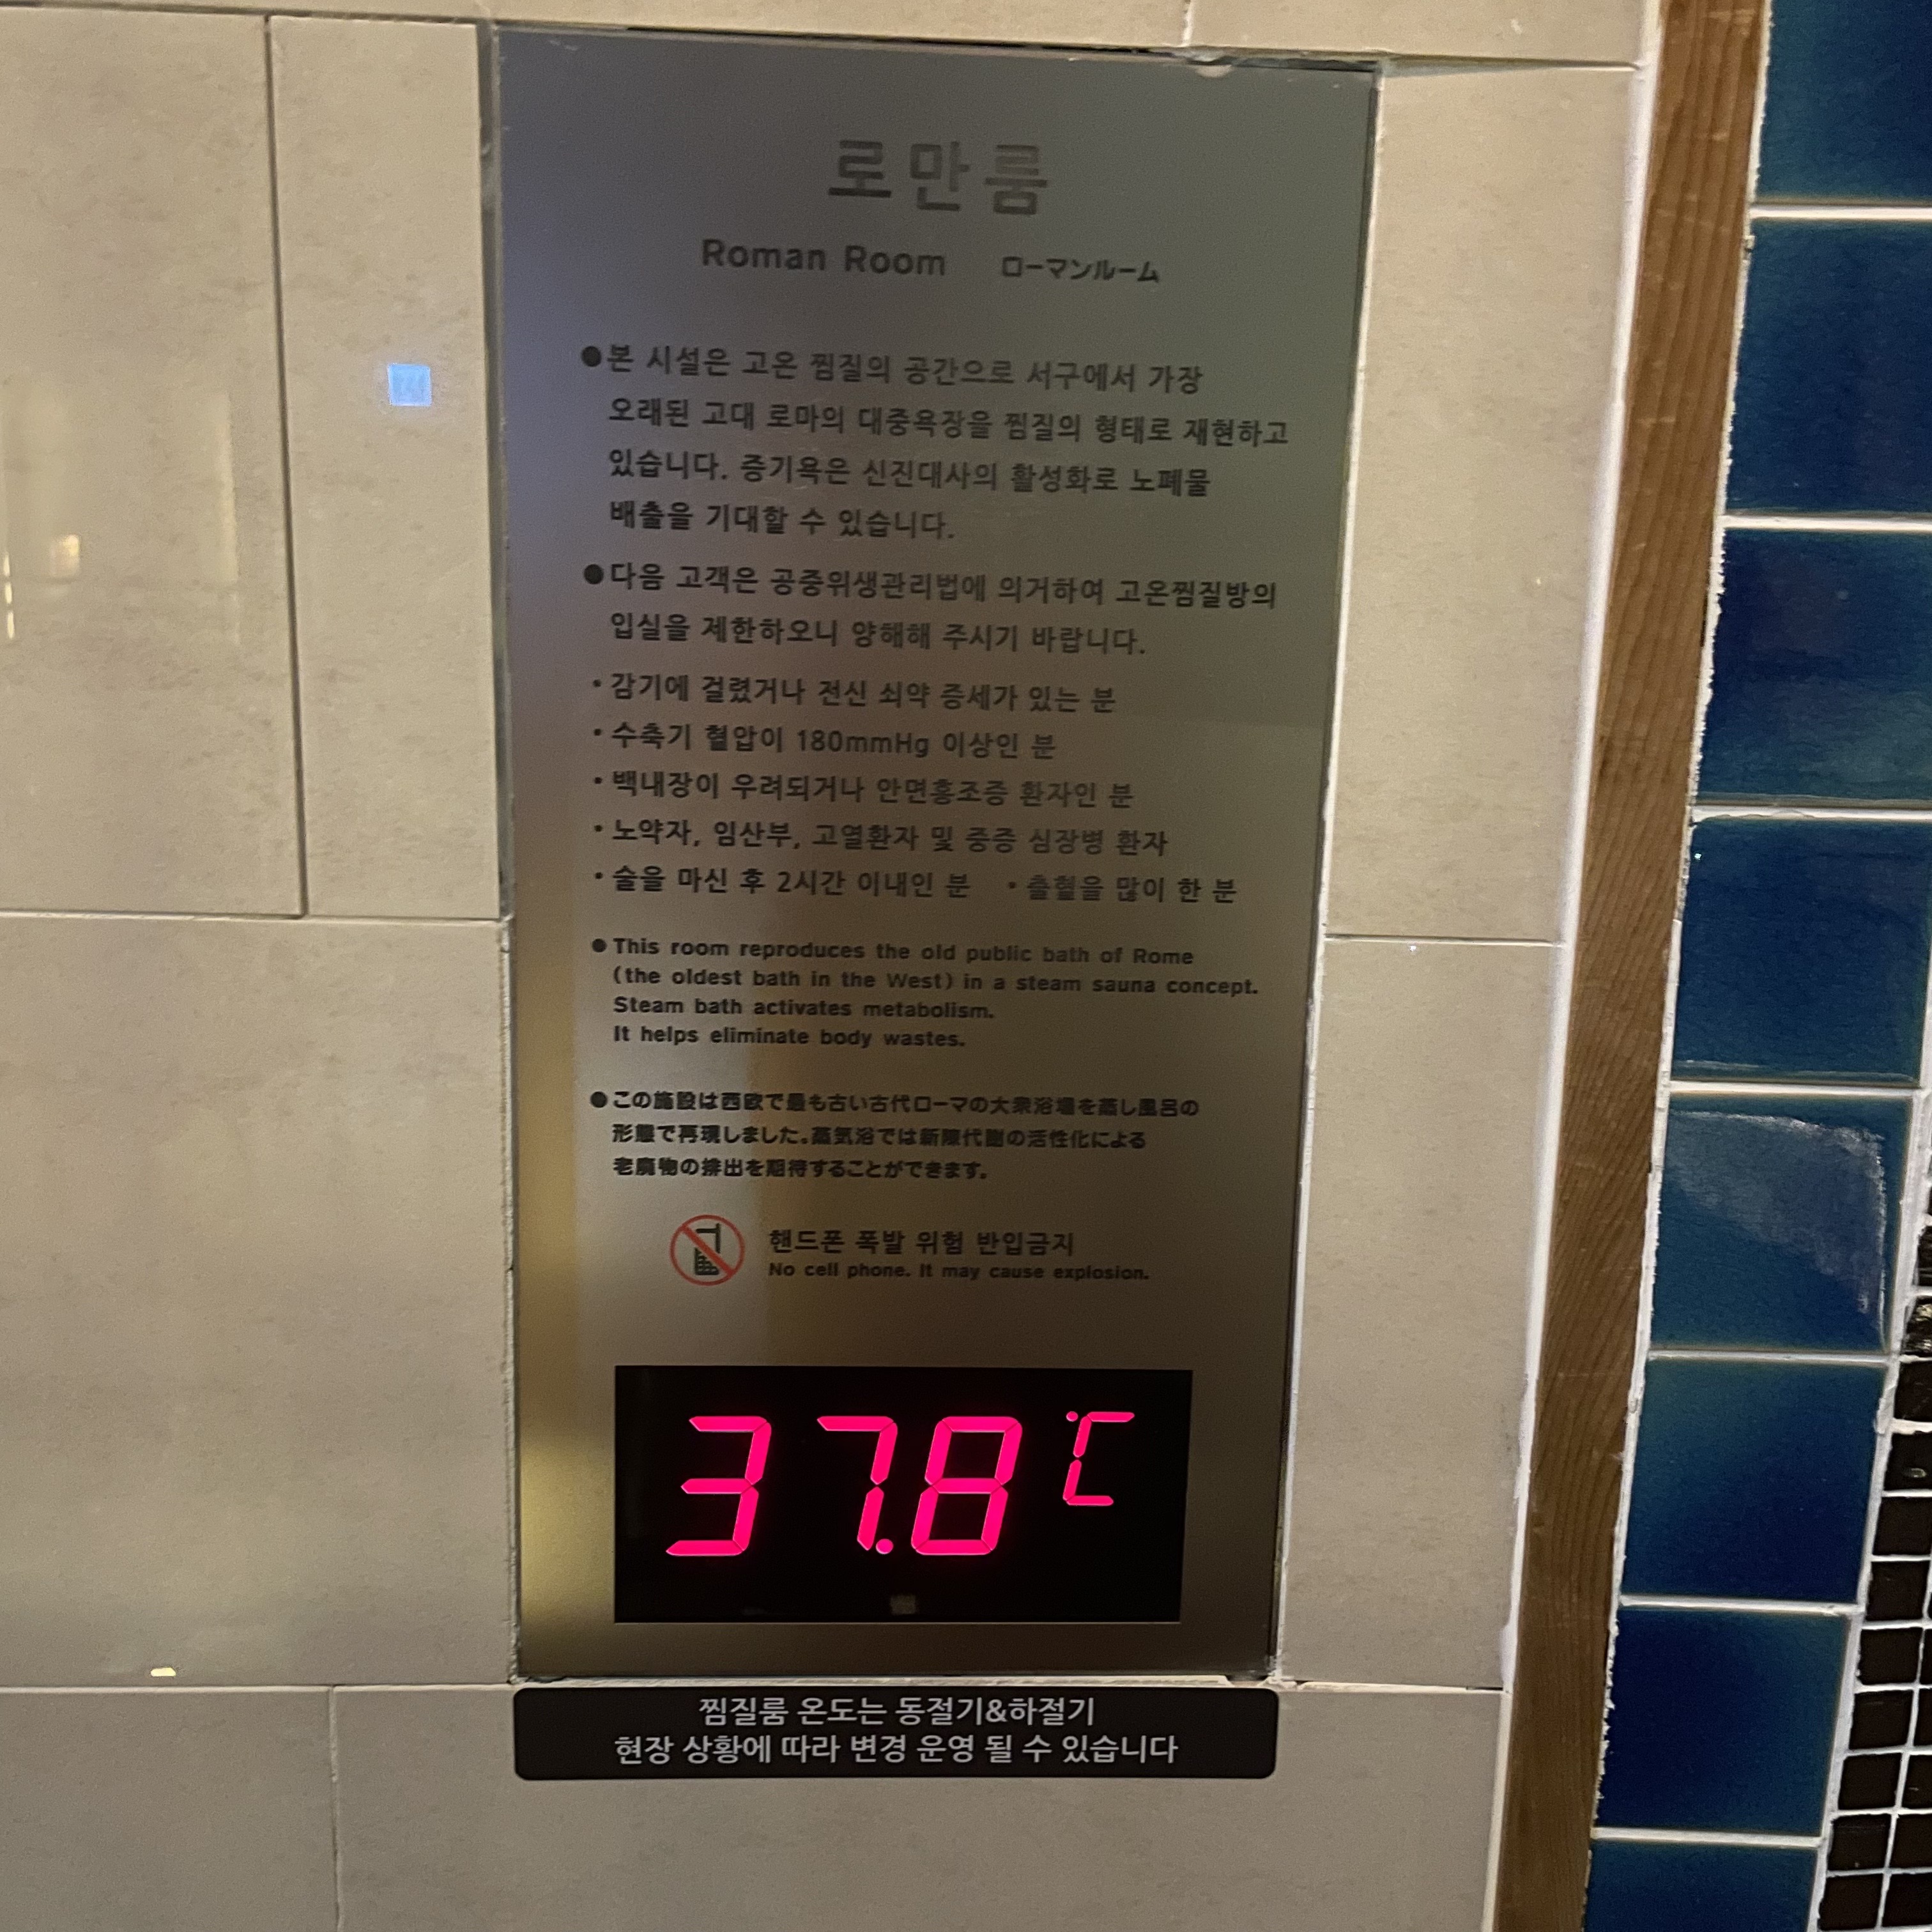 로만룸
Roman Room ローマンルーム
●본 시설은 고온 찜질의 공간으로 서구에서 가장
오래된 고대 로마의 대중욕장을 찜질의 형태로 재현하고
있습니다. 증기욕은 신진대사의 활성화로 노폐물
배출을 기대할 수 있습니다.
●다음 고객은 공중위생관리법에 의거하여 고온찜질방의
입실을 제한하오니 양해해 주시기 바랍니다.
・감기에 걸렸거나 전신 쇠약 증세가 있는 분
・수축기 혈압이 180mmHg 이상인 분
・백내장이 우려되거나 안면홍조증 환자인 분
・노약자, 임산부, 고열환자 및 중증 심장병 환자
・술을 마신 후 2시간 이내인 분 ・출혈을 많이 한 분
●This room reproduces the old public bath of Rome
(the oldest bath in the West) in a steam sauna concept.
Steam bath activates metabolism.
It helps eliminate body wastes.
●この施設は西欧で最も古い古代ローマの大衆浴場を蒸し風呂の
形態で再現しました。蒸気浴では新陳代謝の活性化による
老廃物の排出を期待することができます。
핸드폰 폭발 위험 반입금지
No cell phone. It may cause explosion.
37.8℃
찜질룸 온도는 동절기&하절기
현장 상황에 따라 변경 운영 될 수 있습니다